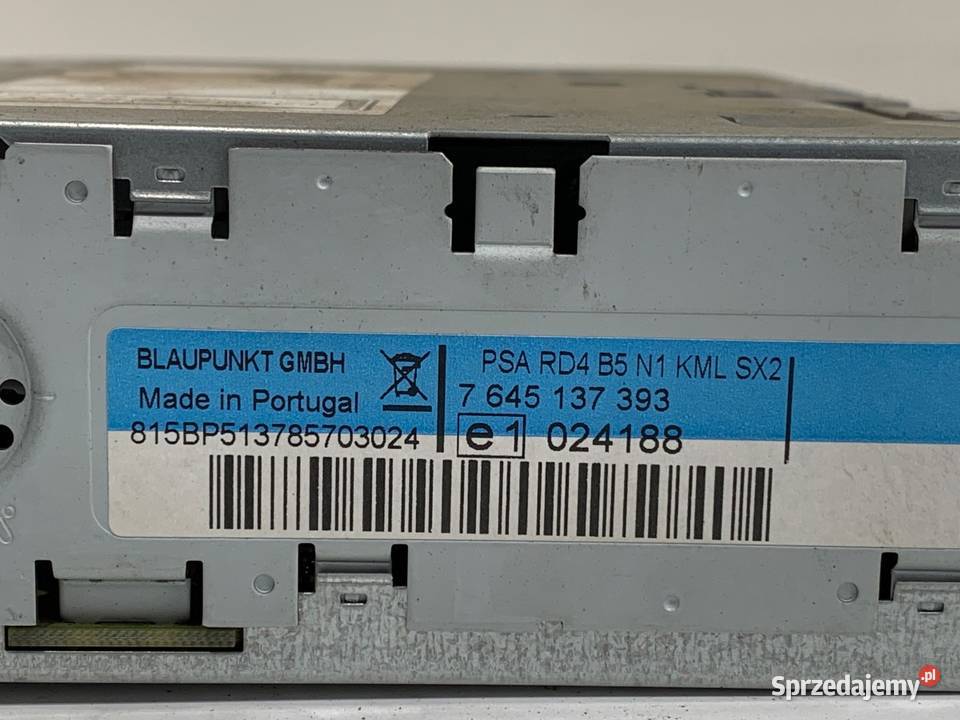 BLAUPUNKT GMBH
Made in Portugal
815BP513785703024
PSA RD4 B5 N1 KML SX2
7 645 137 393
e1 024188
Sprzedajemy.pl